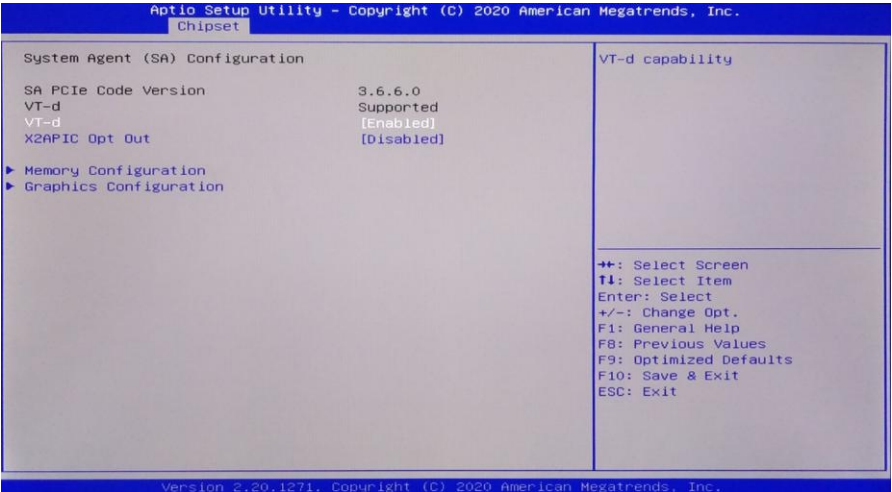 Aptio Setup Utility – Copyright (C) 2020 American Megatrends, Inc.
Chipset
System Agent (SA) Configuration
SA PCIe Code Version 3.6.6.0
VT-d Supported
VT-d [Enabled]
X2APIC Opt Out [Disabled]
▶ Memory Configuration
▶ Graphics Configuration
VT-d capability
→←: Select Screen
↑↓: Select Item
Enter: Select
+/-: Change Opt.
F1: General Help
F8: Previous Values
F9: Optimized Defaults
F10: Save & Exit
ESC: Exit
Version 2.20.1271. Copyright (C) 2020 American Megatrends, Inc.